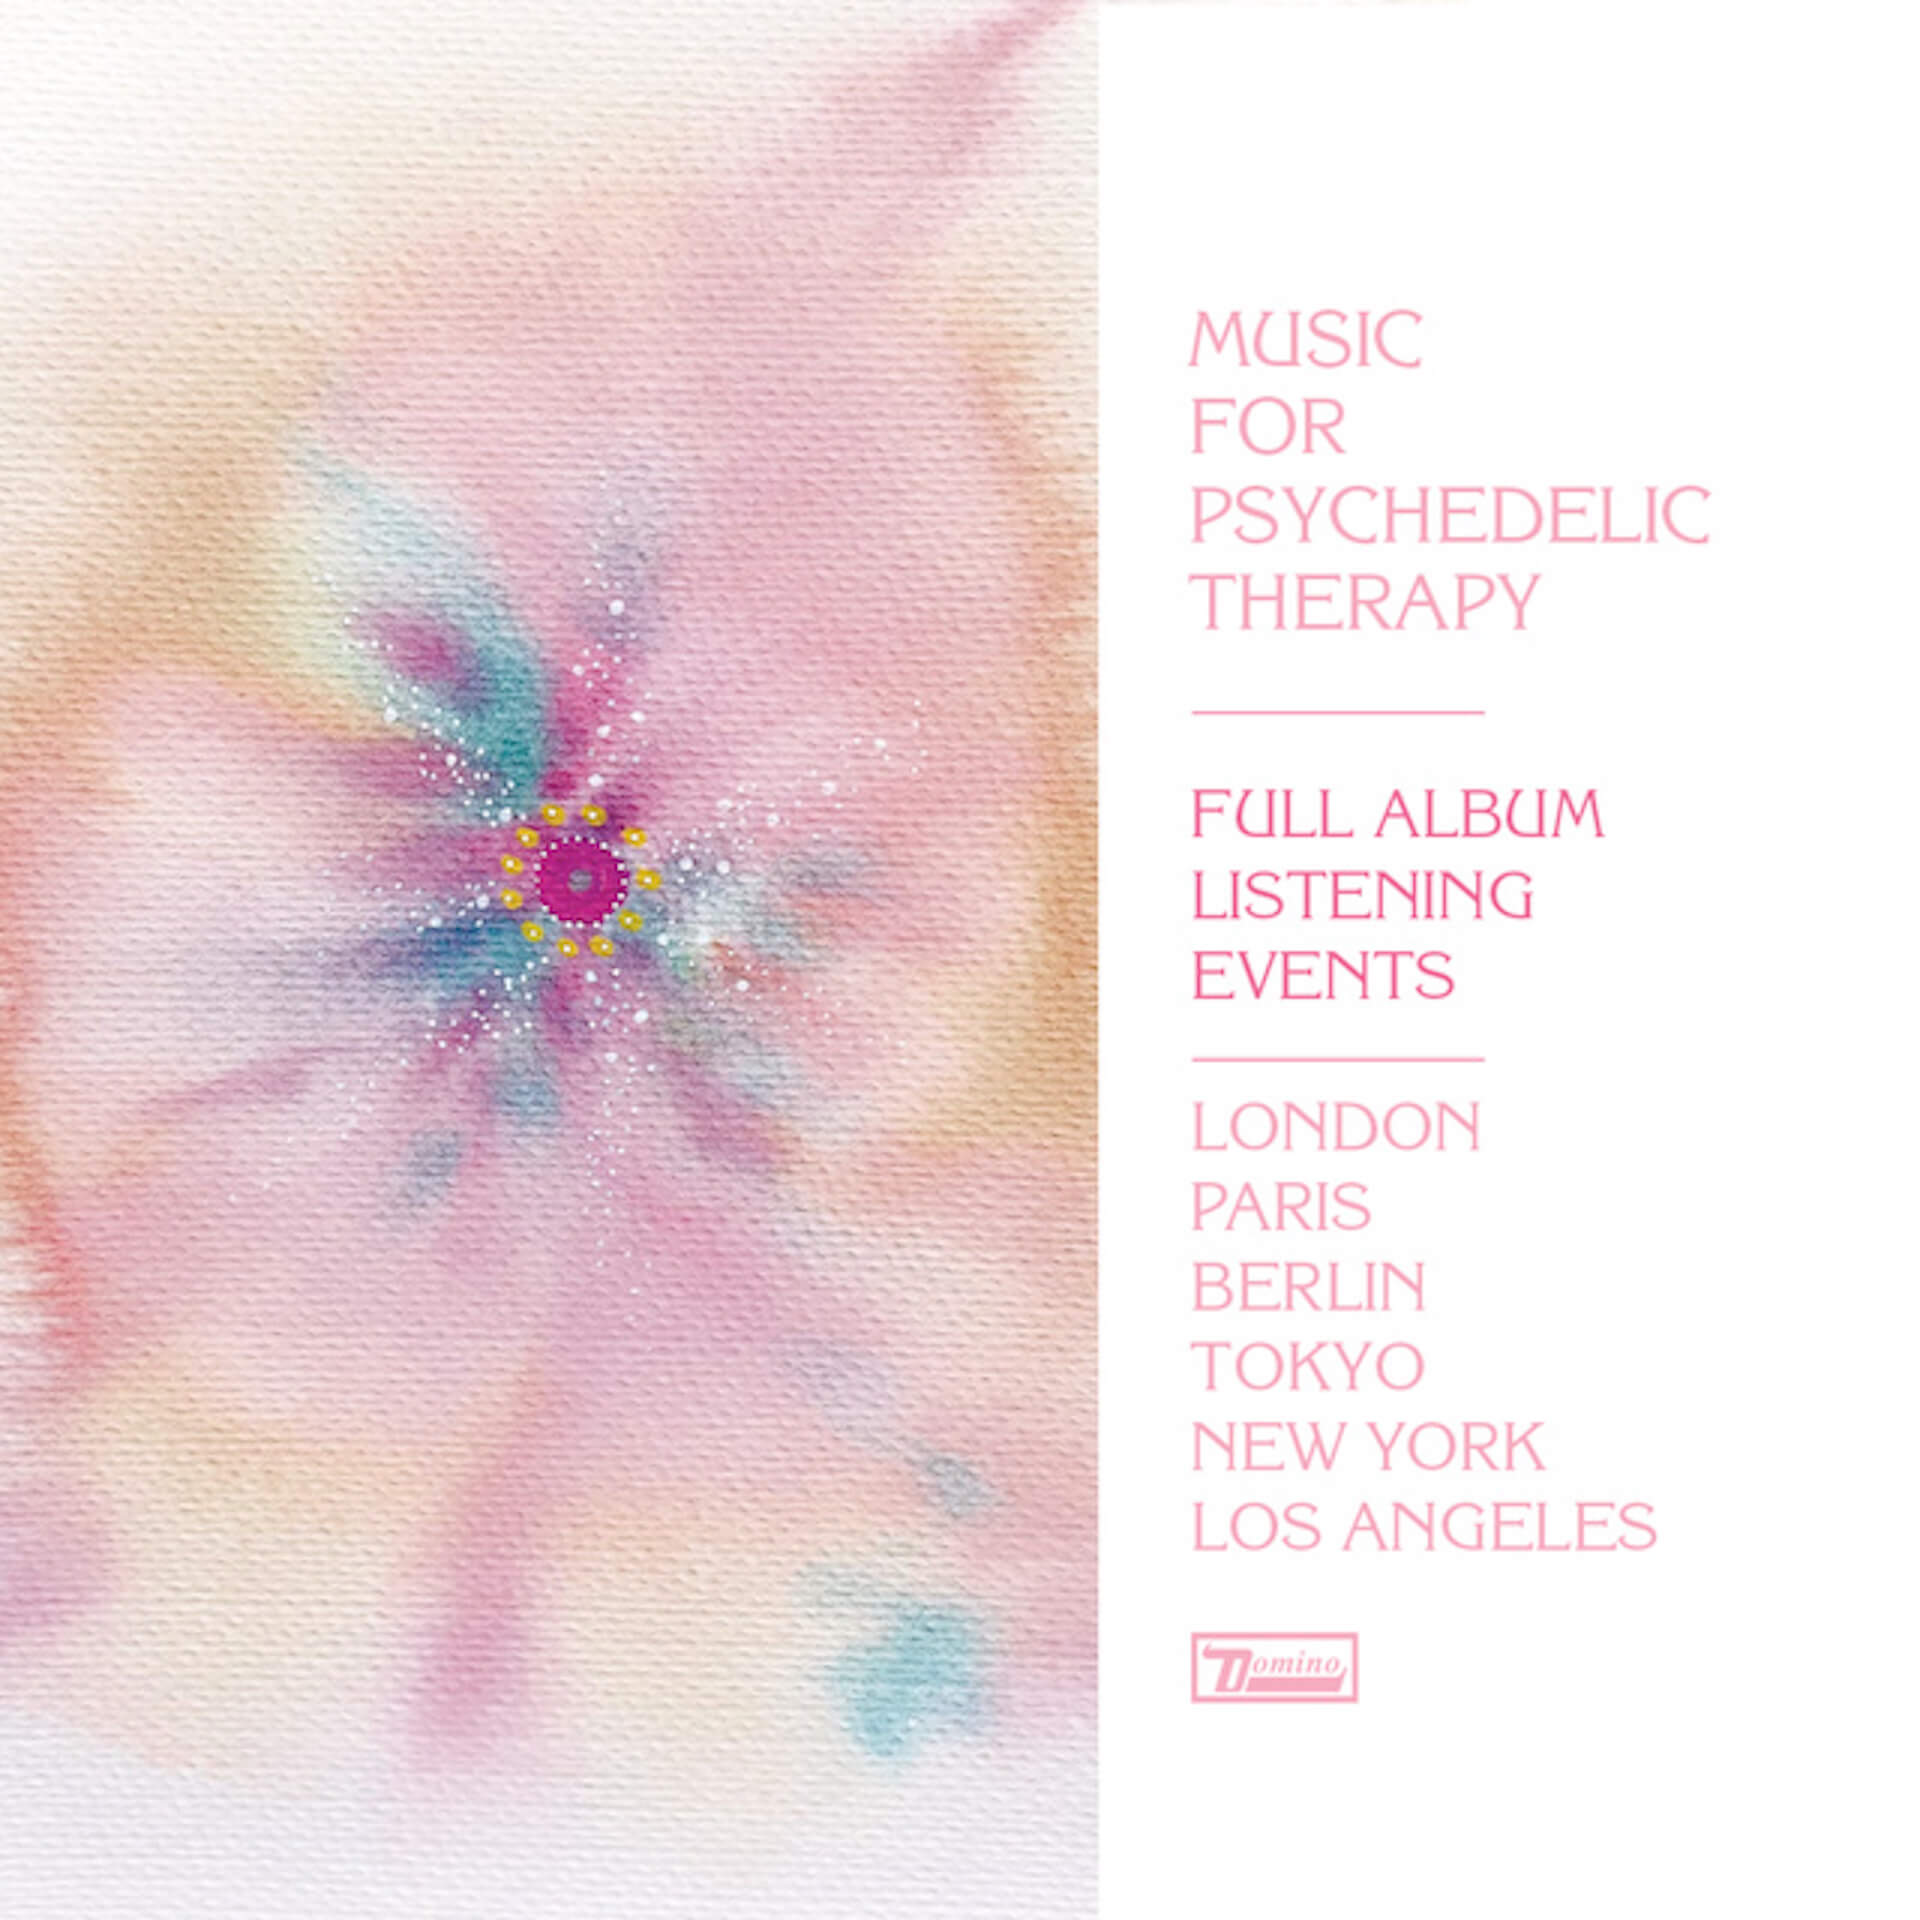 MUSIC
FOR
PSYCHEDELIC
THERAPY
FULL ALBUM
LISTENING
EVENTS
LONDON
PARIS
BERLIN
TOKYO
NEW YORK
LOS ANGELES
Domino